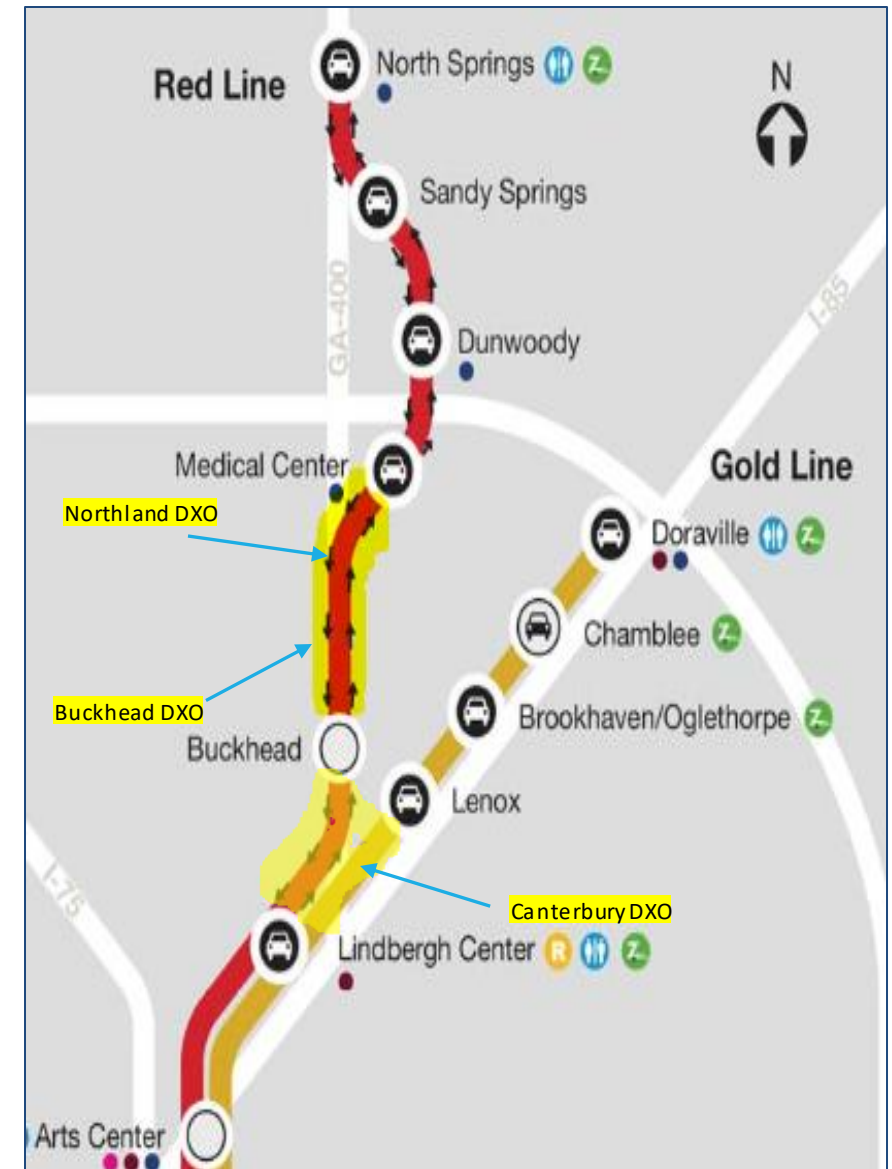 North Springs
Red Line
N
Sandy Springs
GA-400
I-85
Dunwoody
Medical Center
Gold Line
Northland DXO
Doraville
Chamblee
Buckhead DXO
Brookhaven/Oglethorpe
Buckhead
Lenox
I-75
Canterbury DXO
Lindbergh Center R
Arts Center